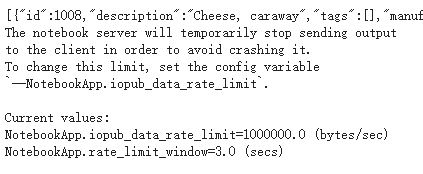 [{"id":1008,"description":"Cheese, caraway","tags":[],"manuf
The notebook server will temporarily stop sending output
to the client in order to avoid crashing it.
To change this limit, set the config variable
`--NotebookApp.iopub_data_rate_limit`.
Current values:
NotebookApp.iopub_data_rate_limit=1000000.0 (bytes/sec)
NotebookApp.rate_limit_window=3.0 (secs)